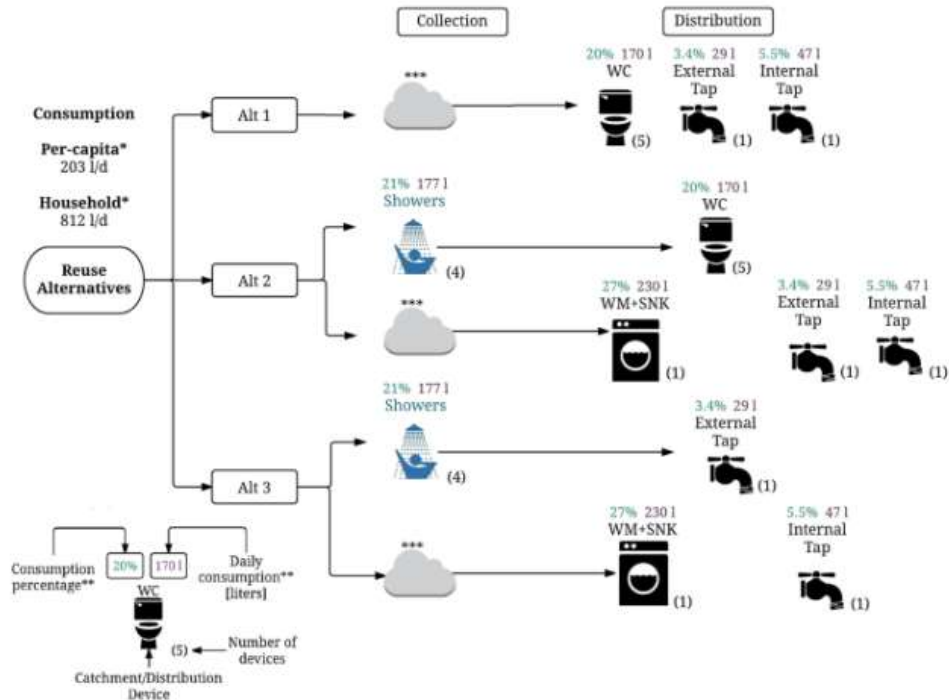 Collection
Distribution
Consumption
Per-capita*
203 l/d
Household*
812 l/d
Reuse
Alternatives
Alt 1
***
20% 170 l
WC
(5)
3.4% 29 l
External
Tap
(1)
5.5% 47 l
Internal
Tap
(1)
Alt 2
21% 177 l
Showers
(4)
20% 170 l
WC
(5)
***
27% 230 l
WM+SNK
(1)
3.4% 29 l
External
Tap
(1)
5.5% 47 l
Internal
Tap
(1)
Alt 3
21% 177 l
Showers
(4)
3.4% 29 l
External
Tap
(1)
***
27% 230 l
WM+SNK
(1)
5.5% 47 l
Internal
Tap
(1)
Consumption
percentage**
20%
170 l
Daily
consumption**
[liters]
WC
(5)
Number of
devices
Catchment/Distribution
Device